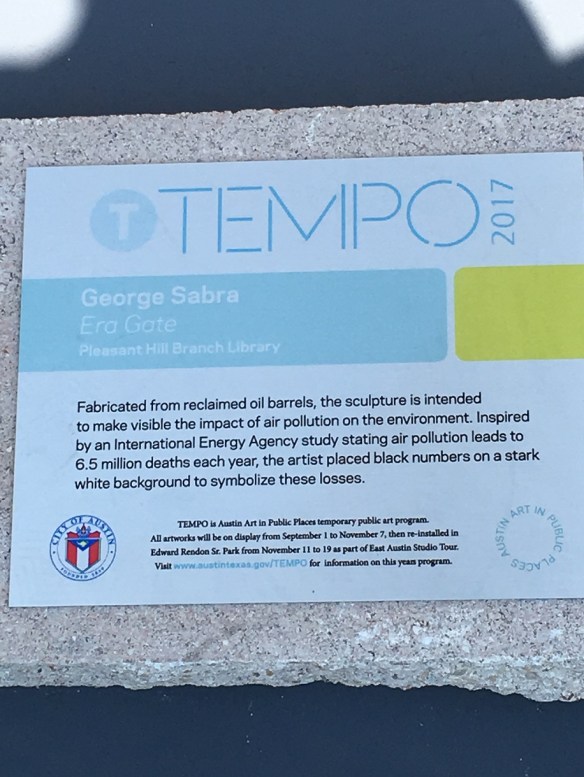 T TEMPO 2017
George Sabra
Era Gate
Pleasant Hill Branch Library
Fabricated from reclaimed oil barrels, the sculpture is intended
to make visible the impact of air pollution on the environment. Inspired
by an International Energy Agency study stating air pollution leads to
6.5 million deaths each year, the artist placed black numbers on a stark
white background to symbolize these losses.
CITY OF AUSTIN
FOUNDED 1839
TEMPO is Austin Art in Public Places temporary public art program.
All artworks will be on display from September 1 to November 7, then re-installed in
Edward Rendon Sr. Park from November 11 to 19 as part of East Austin Studio Tour.
Visit www.austintexas.gov/TEMPO for information on this years program.
AUSTIN ART IN PUBLIC PLACES